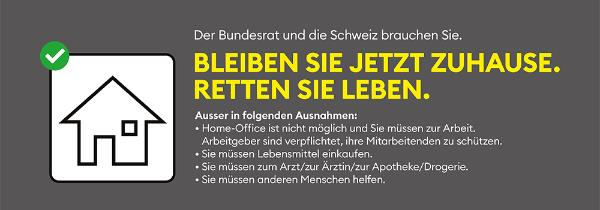 Der Bundesrat und die Schweiz brauchen Sie.
BLEIBEN SIE JETZT ZUHAUSE.
RETTEN SIE LEBEN.
Ausser in folgenden Ausnahmen:
• Home-Office ist nicht möglich und Sie müssen zur Arbeit.
Arbeitgeber sind verpflichtet, ihre Mitarbeitenden zu schützen.
• Sie müssen Lebensmittel einkaufen.
• Sie müssen zum Arzt/zur Ärztin/zur Apotheke/Drogerie.
• Sie müssen anderen Menschen helfen.